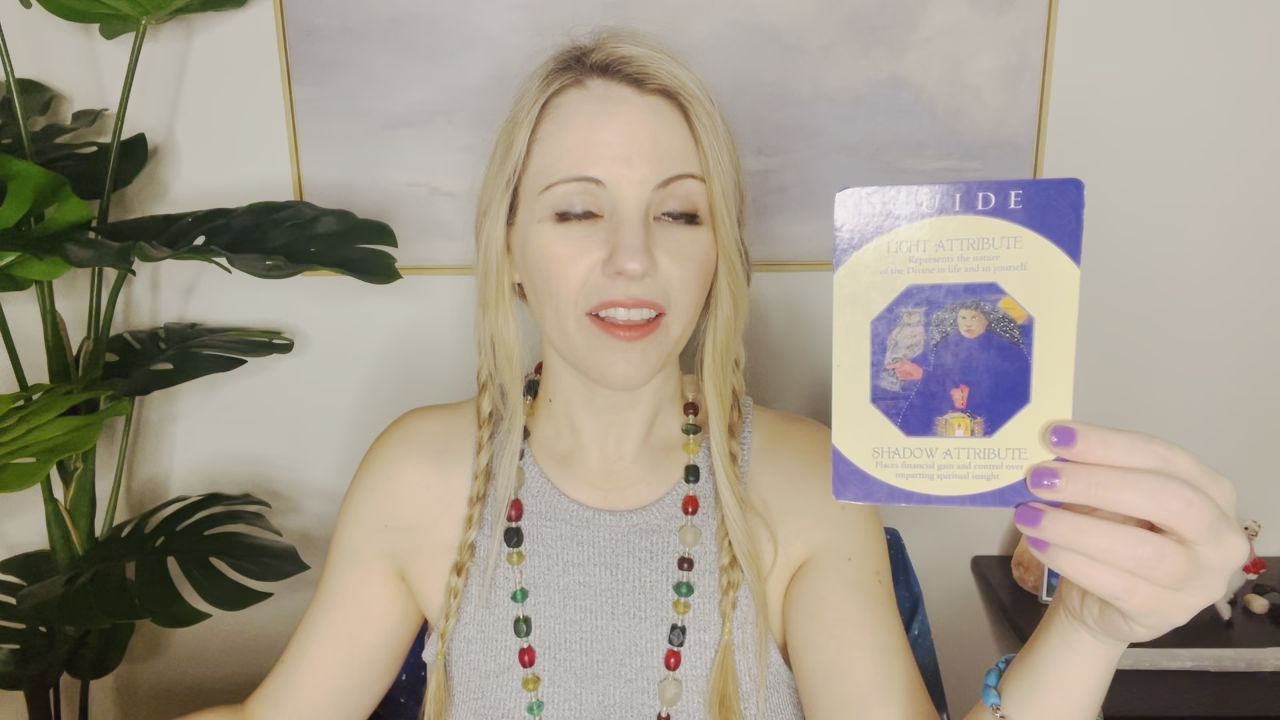 GUIDE
LIGHT ATTRIBUTE
Represents the nature
of the Divine in life and in yourself
SHADOW ATTRIBUTE
Places financial gain and control over
imparting spiritual insight